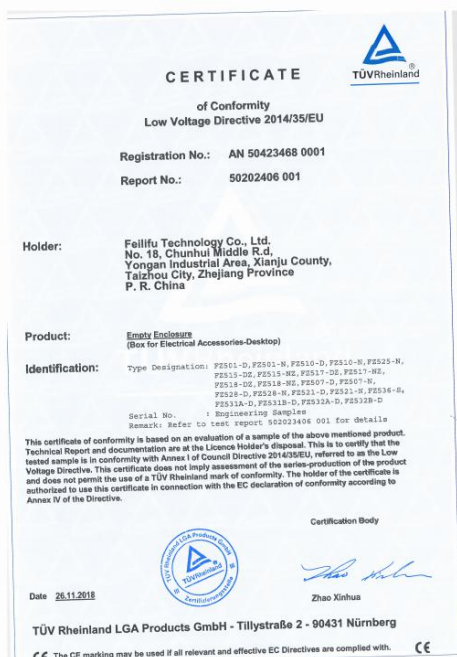 TÜVRheinland®
CERTIFICATE
of Conformity
Low Voltage Directive 2014/35/EU
Registration No.: AN 50423468 0001
Report No.: 50202406 001
Holder: Feilifu Technology Co., Ltd.
No. 18, Chunhui Middle R.d,
Yongan Industrial Area, Xianju County,
Taizhou City, Zhejiang Province
P. R. China
Product: Empty Enclosure
(Box for Electrical Accessories-Desktop)
Identification: Type Designation: FZ501-D,FZ501-N,FZ510-D,FZ510-N,FZ525-N,
FZ515-DZ,FZ515-NZ,FZ517-DZ,FZ517-NZ,
FZ518-DZ,FZ518-NZ,FZ507-D,FZ507-N,
FZ528-D,FZ528-N,FZ521-D,FZ521-N,FZ536-S,
FZ531A-D,FZ531B-D,FZ532A-D,FZ532B-D
Serial No. : Engineering Samples
Remark: Refer to test report 502023406 001 for details
This certificate of conformity is based on an evaluation of a sample of the above mentioned product.
Technical Report and documentation are at the Licence Holder's disposal. This is to certify that the
tested sample is in conformity with Annex I of Council Directive 2014/35/EU, referred to as the Low
Voltage Directive. This certificate does not imply assessment of the series-production of the product
and does not permit the use of a TÜV Rheinland mark of conformity. The holder of the certificate is
authorized to use this certificate in connection with the EC declaration of conformity according to
Annex IV of the Directive.
Certification Body
TÜV Rheinland LGA Products GmbH
TÜVRheinland
Zertifizierungsstelle
Date 26.11.2018
Zhao Xinhua
TÜV Rheinland LGA Products GmbH - Tillystraße 2 - 90431 Nürnberg
CE The CE marking may be used if all relevant and effective EC Directives are complied with. CE